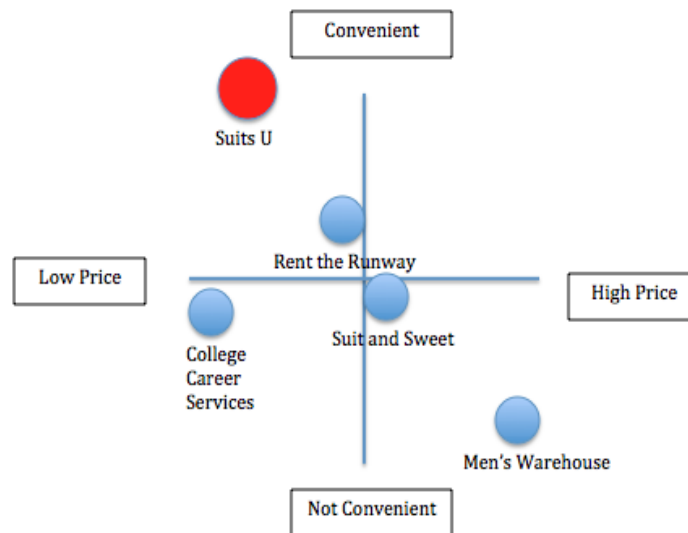 Convenient
Suits U
Rent the Runway
Low Price
High Price
Suit and Sweet
College
Career
Services
Men's Warehouse
Not Convenient